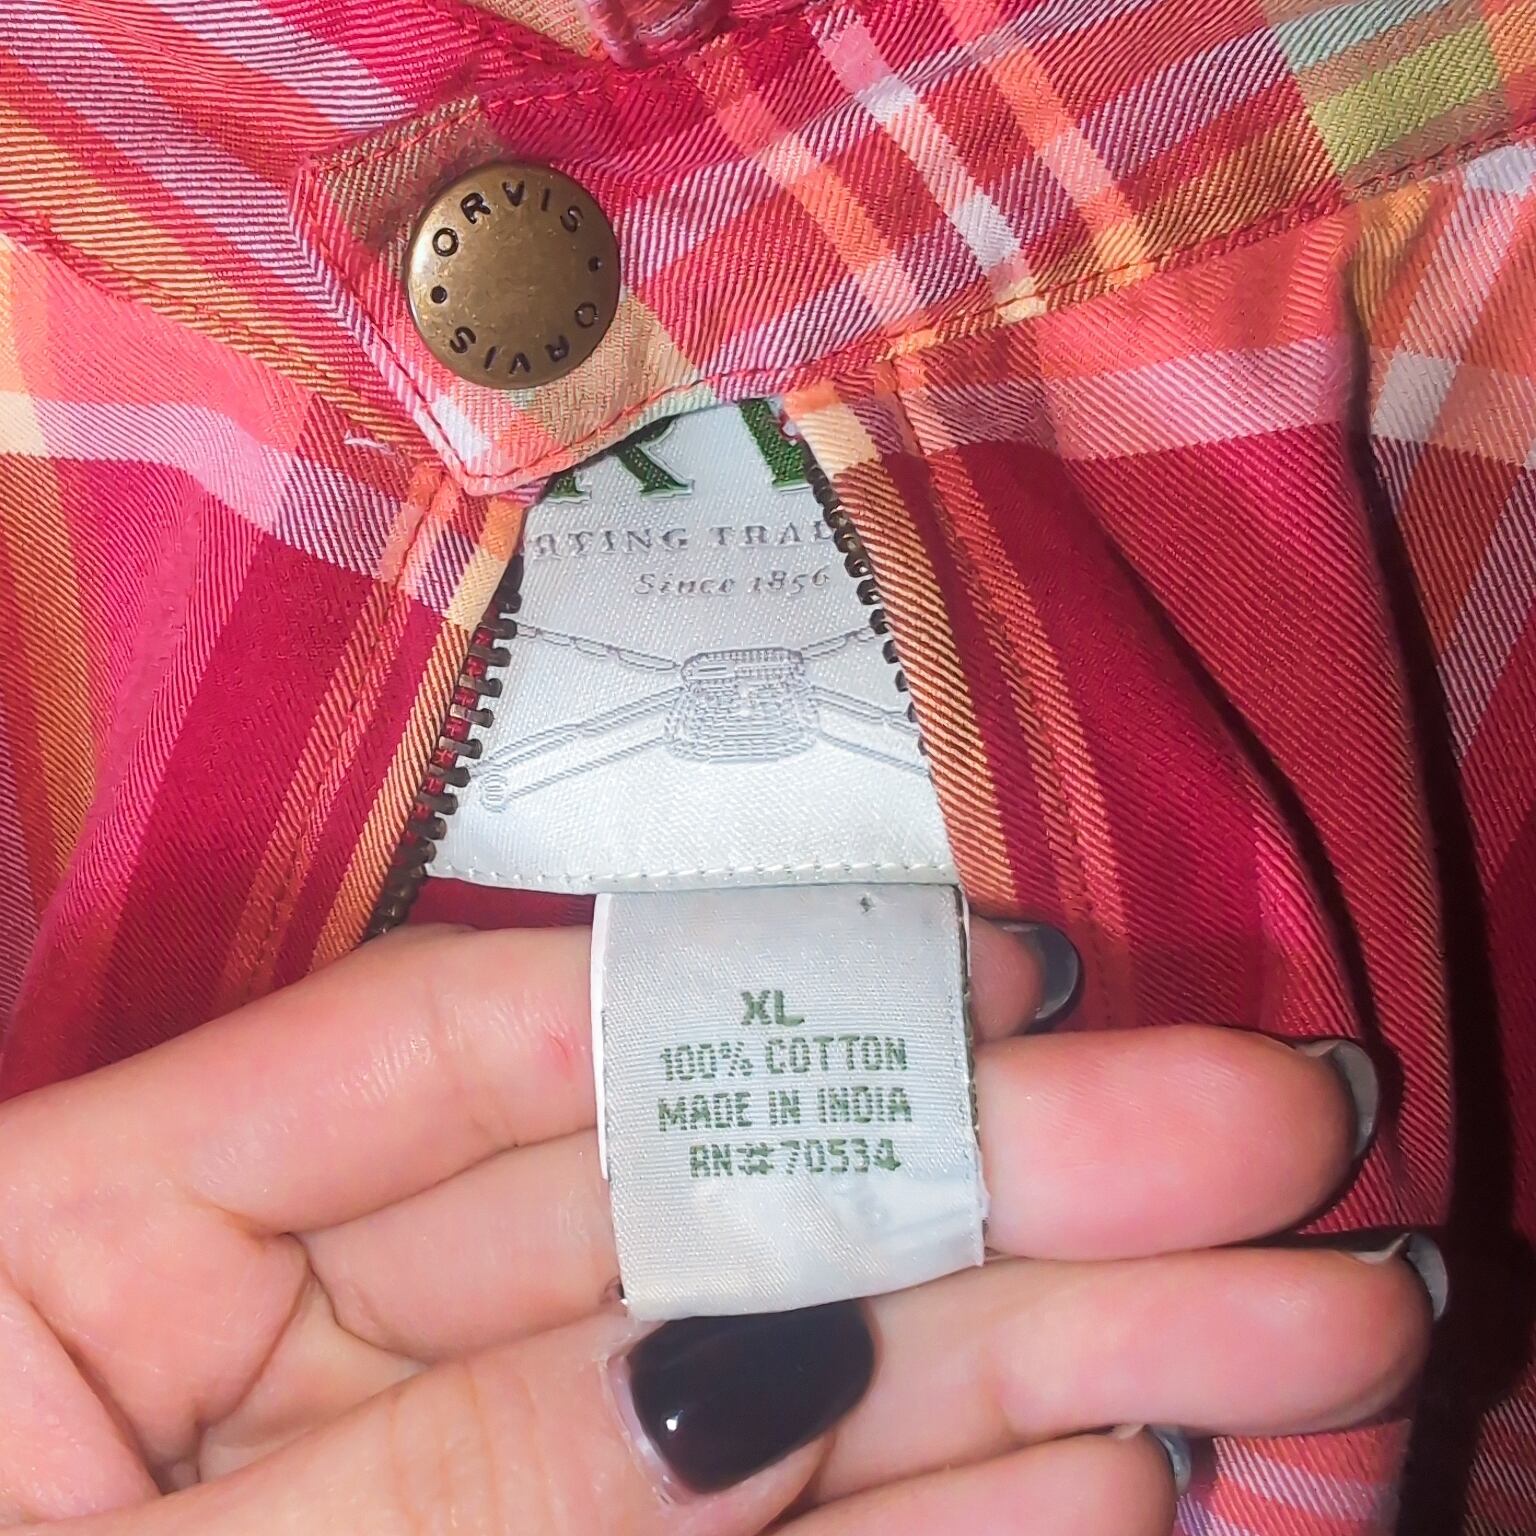 ORVIS • ORVIS •
Since 1856
XL
100% COTTON
MADE IN INDIA
RN#70534